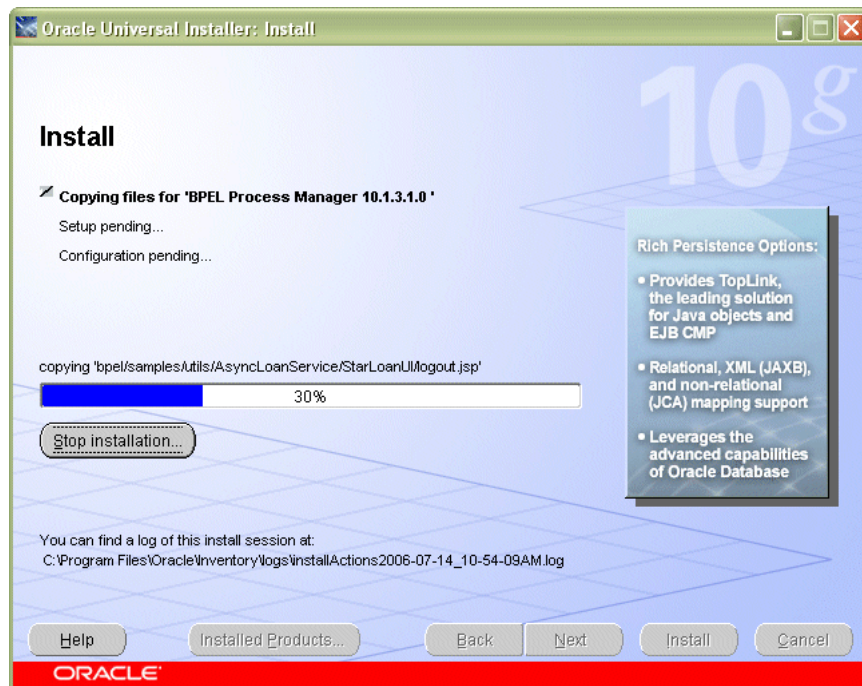 Oracle Universal Installer: Install
10g
Install
Copying files for 'BPEL Process Manager 10.1.3.1.0 '
Setup pending...
Configuration pending...
Rich Persistence Options:
• Provides TopLink,
the leading solution
for Java objects and
EJB CMP
• Relational, XML (JAXB),
and non-relational
(JCA) mapping support
• Leverages the
advanced capabilities
of Oracle Database
copying 'bpel/samples/utils/AsyncLoanService/StarLoanUI/logout.jsp'
30%
Stop installation...
You can find a log of this install session at:
C:\Program Files\Oracle\Inventory\logs\installActions2006-07-14_10-54-09AM.log
Help
Installed Products...
Back
Next
Install
Cancel
ORACLE